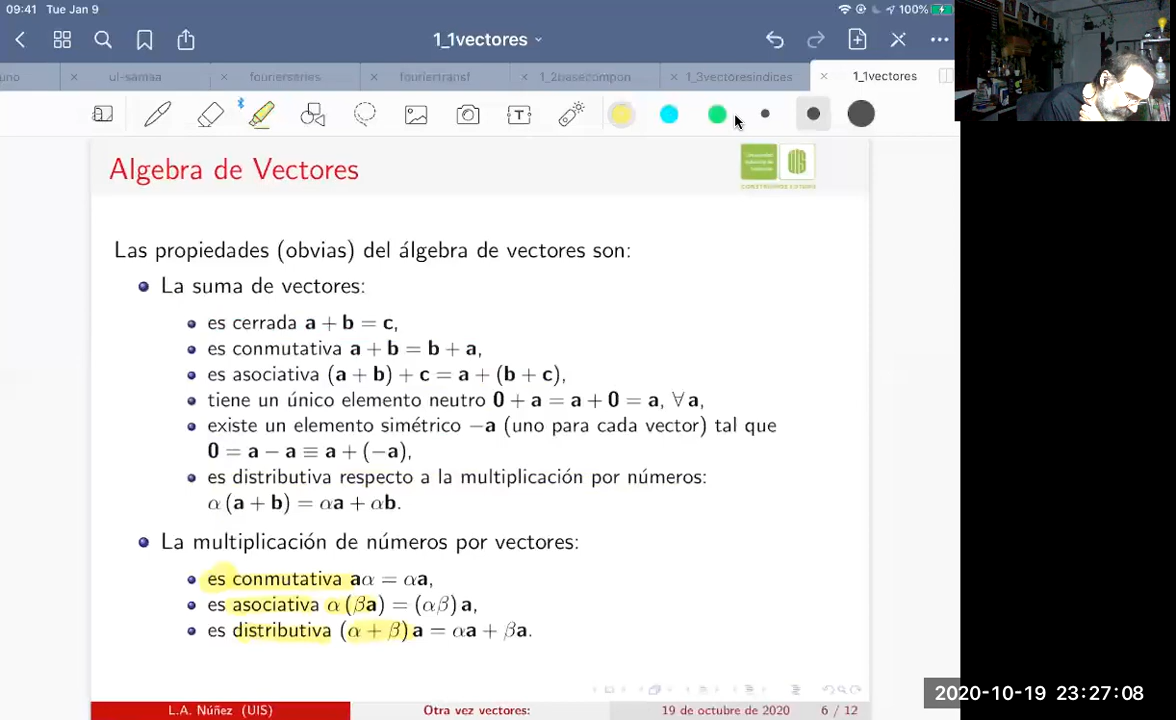 09:41 Tue Jan 9
100%
1_1vectores
uno
ul-samsa
fourierseries
fouriertransf
1_2basecompon
1_3vectoresindices
1_1vectores
Algebra de Vectores
Las propiedades (obvias) del álgebra de vectores son:
La suma de vectores:
es cerrada a + b = c,
es conmutativa a + b = b + a,
es asociativa (a + b) + c = a + (b + c),
tiene un único elemento neutro 0 + a = a + 0 = a, ∀ a,
existe un elemento simétrico −a (uno para cada vector) tal que
0 = a − a ≡ a + (−a),
es distributiva respecto a la multiplicación por números:
α (a + b) = αa + αb.
La multiplicación de números por vectores:
es conmutativa aα = αa,
es asociativa α (βa) = (αβ) a,
es distributiva (α + β) a = αa + βa.
L.A. Núñez (UIS)
Otra vez vectores:
19 de octubre de 2020
6 / 12
2020-10-19 23:27:08